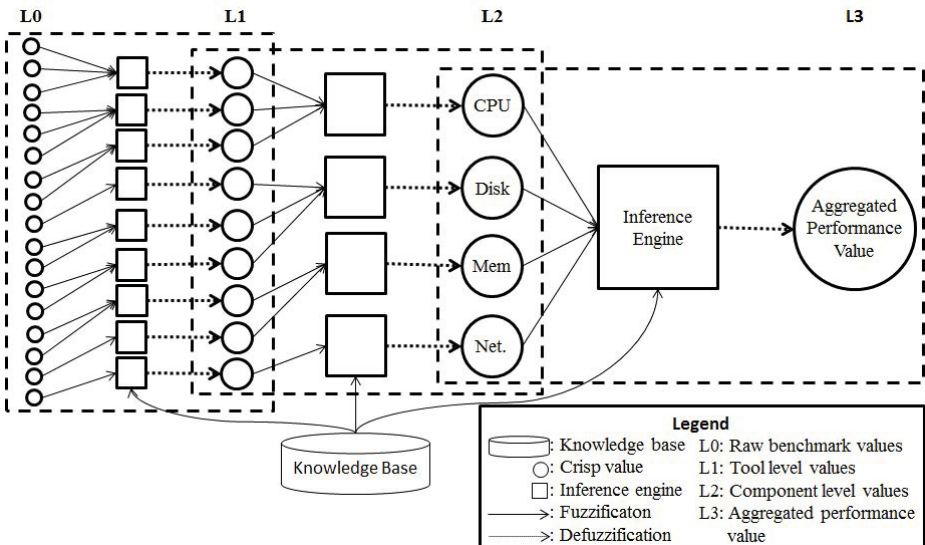 L0 L1 L2 L3
CPU
Disk
Mem
Net.
Inference
Engine
Aggregated
Performance
Value
Knowledge Base
Legend
: Knowledge base
: Crisp value
: Inference engine
: Fuzzificaton
: Defuzzification
L0: Raw benchmark values
L1: Tool level values
L2: Component level values
L3: Aggregated performance
value